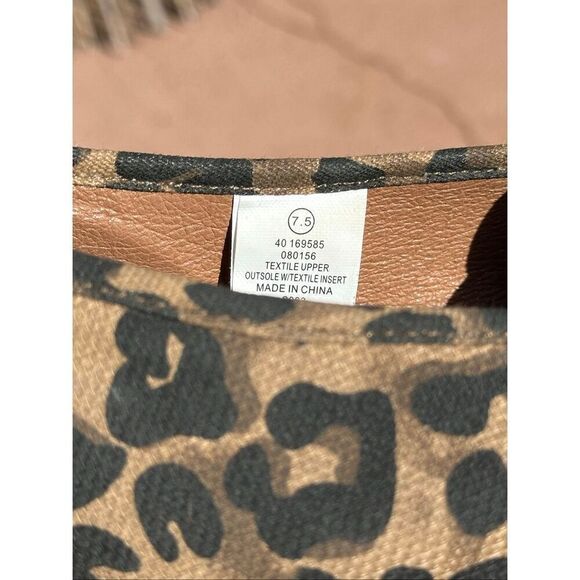 7.5
40 169585
080156
TEXTILE UPPER
OUTSOLE W/TEXTILE INSERT
MADE IN CHINA